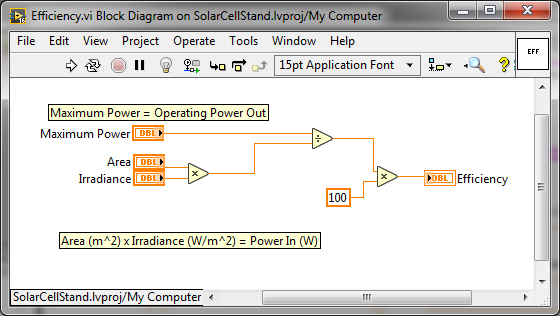 Efficiency.vi Block Diagram on SolarCellStand.lvproj/My Computer
File Edit View Project Operate Tools Window Help
EFF
15pt Application Font
Maximum Power = Operating Power Out
Maximum Power DBL
÷
Area DBL
Irradiance DBL
×
×
DBL Efficiency
100
Area (m^2) x Irradiance (W/m^2) = Power In (W)
SolarCellStand.lvproj/My Computer